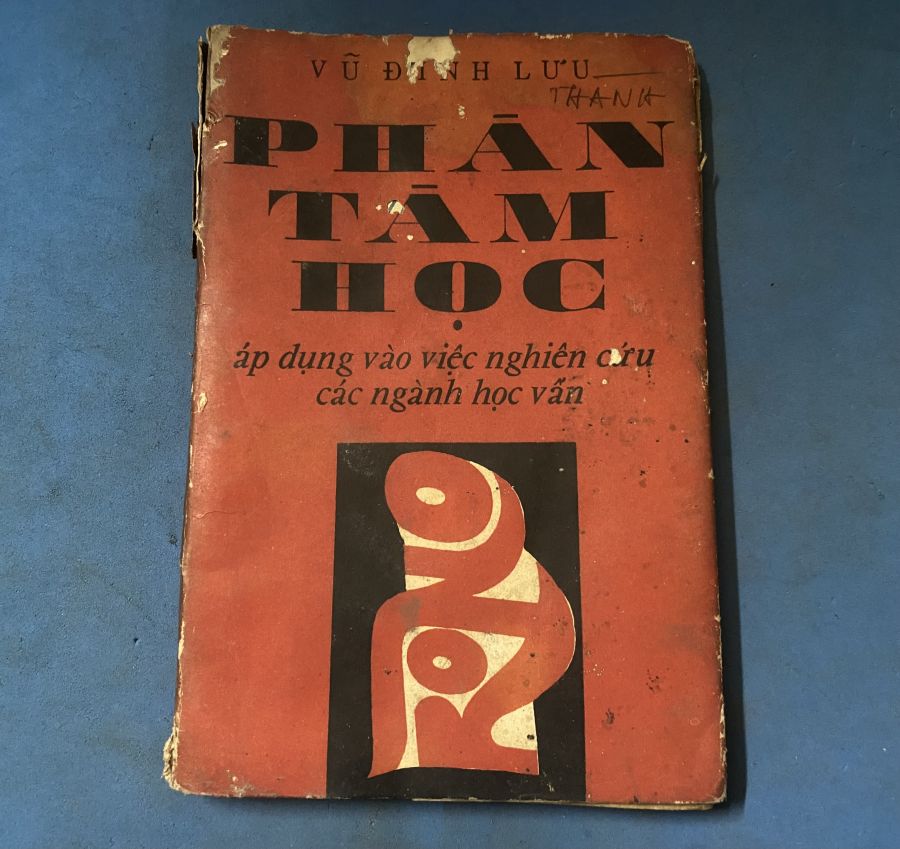 VŨ ĐÌNH LƯU
THANH
PHÂN
TÂM
HỌC
áp dụng vào việc nghiên cứu
các ngành học vấn